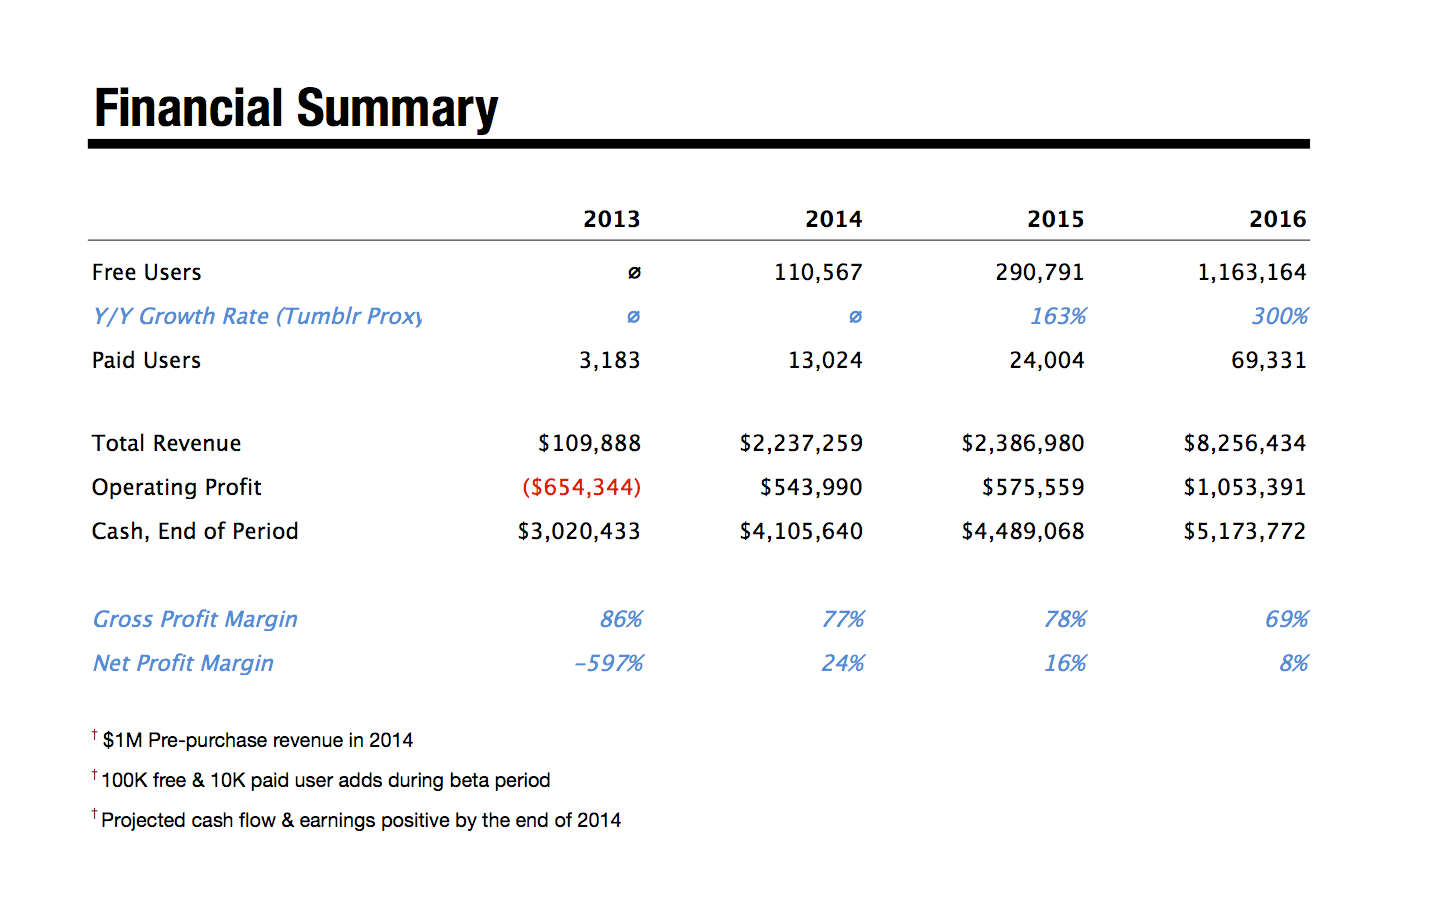 Financial Summary
2013 2014 2015 2016
Free Users ø 110,567 290,791 1,163,164
Y/Y Growth Rate (Tumblr Proxy ø ø 163% 300%
Paid Users 3,183 13,024 24,004 69,331
Total Revenue $109,888 $2,237,259 $2,386,980 $8,256,434
Operating Profit ($654,344) $543,990 $575,559 $1,053,391
Cash, End of Period $3,020,433 $4,105,640 $4,489,068 $5,173,772
Gross Profit Margin 86% 77% 78% 69%
Net Profit Margin -597% 24% 16% 8%
† $1M Pre-purchase revenue in 2014
† 100K free & 10K paid user adds during beta period
† Projected cash flow & earnings positive by the end of 2014